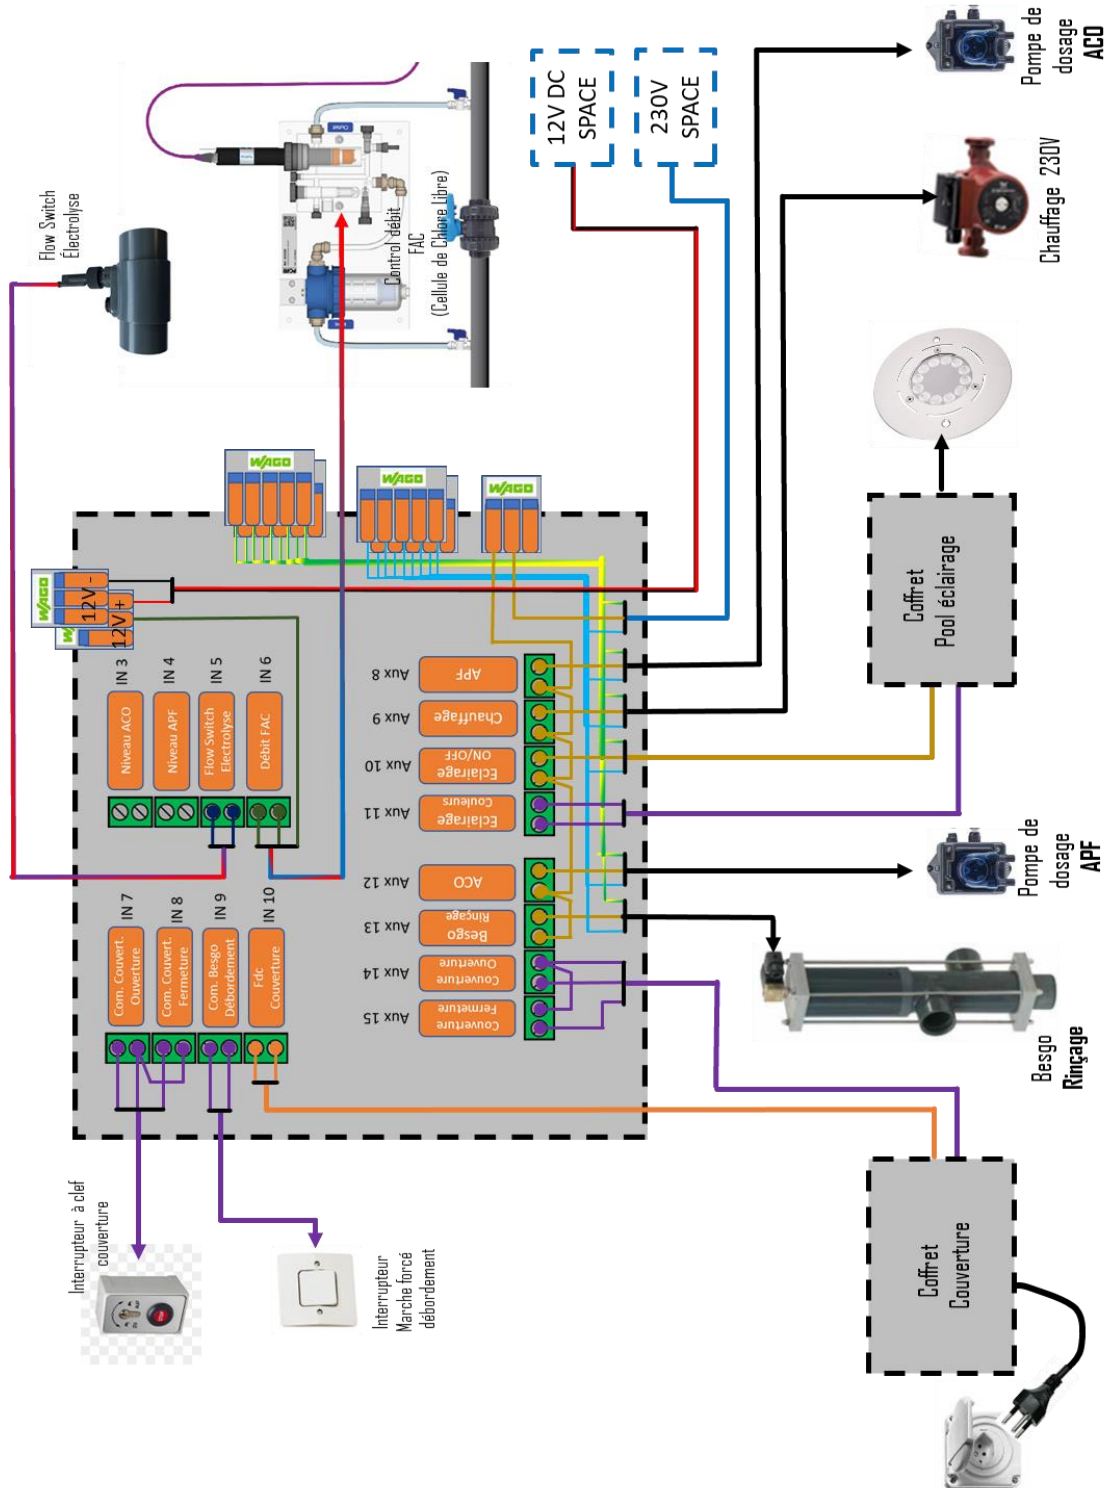 Pompe de
dosage
ACO
Chauffage 230V
12V DC
SPACE
230V
SPACE
Flow Switch
Électrolyse
Control débit
FAC
(Cellule de Chlore libre)
WAGO
WAGO
WAGO
WAGO
12V -
12V +
IN 3
Niveau ACO
IN 4
Niveau APF
IN 5
Flow Switch
Electrolyse
IN 6
Débit FAC
IN 7
Com. Couvert.
Ouverture
IN 8
Com. Couvert.
Fermeture
IN 9
Com. Besgo
Débordement
IN 10
Fdc
Couverture
Aux 8
APF
Aux 9
Chauffage
Aux 10
Eclairage
ON/OFF
Aux 11
Eclairage
Couleurs
Aux 12
ACO
Aux 13
Besgo
Rinçage
Aux 14
Couverture
Ouverture
Aux 15
Couverture
Fermeture
Coffret
Pool éclairage
Pompe de
dosage
APF
Besgo
Rinçage
Interrupteur à clef
couverture
Interrupteur
Marche forcé
débordement
Coffret
Couverture